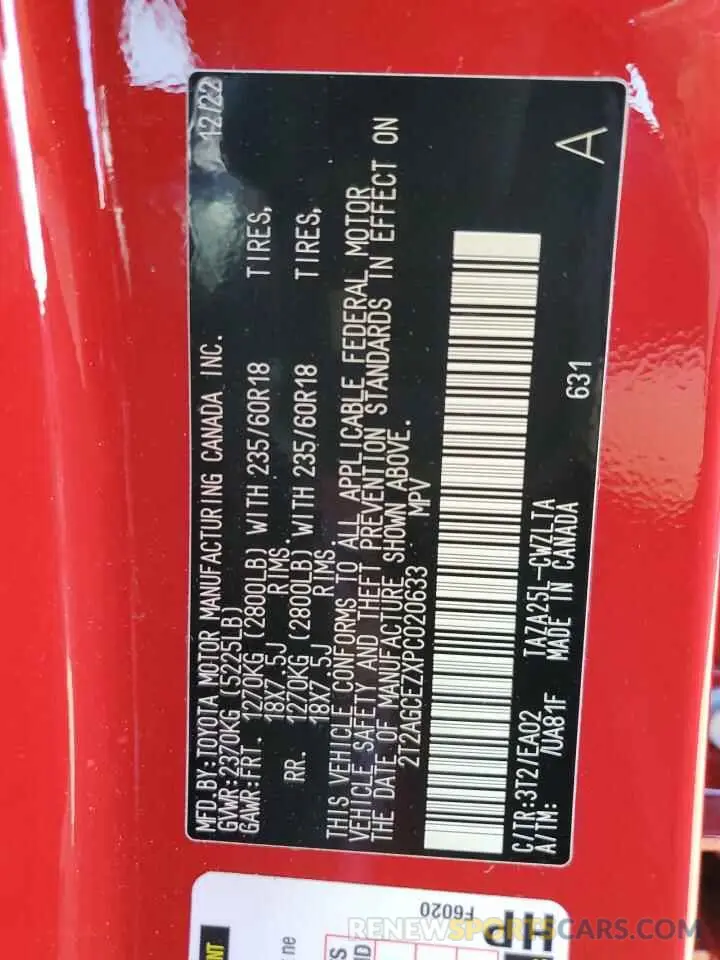 MFD.BY:TOYOTA MOTOR MANUFACTURING CANADA INC. 12/22
GVWR:2370KG (5225LB)
GAWR:FRT. 1270KG (2800LB) WITH 235/60R18 TIRES,
18X7.5J RIMS.
RR. 1270KG (2800LB) WITH 235/60R18 TIRES,
18X7.5J RIMS.
THIS VEHICLE CONFORMS TO ALL APPLICABLE FEDERAL MOTOR
VEHICLE SAFETY AND THEFT PREVENTION STANDARDS IN EFFECT ON
THE DATE OF MANUFACTURE SHOWN ABOVE.
2T2AGCEZXPC020633 MPV
C/TR:3T2/EA02 TAZA25L-CWZLTA 631 A
A/TM: /UA81F MADE IN CANADA
F6020
HP
ne
RENEWSPORTSCARS.COM